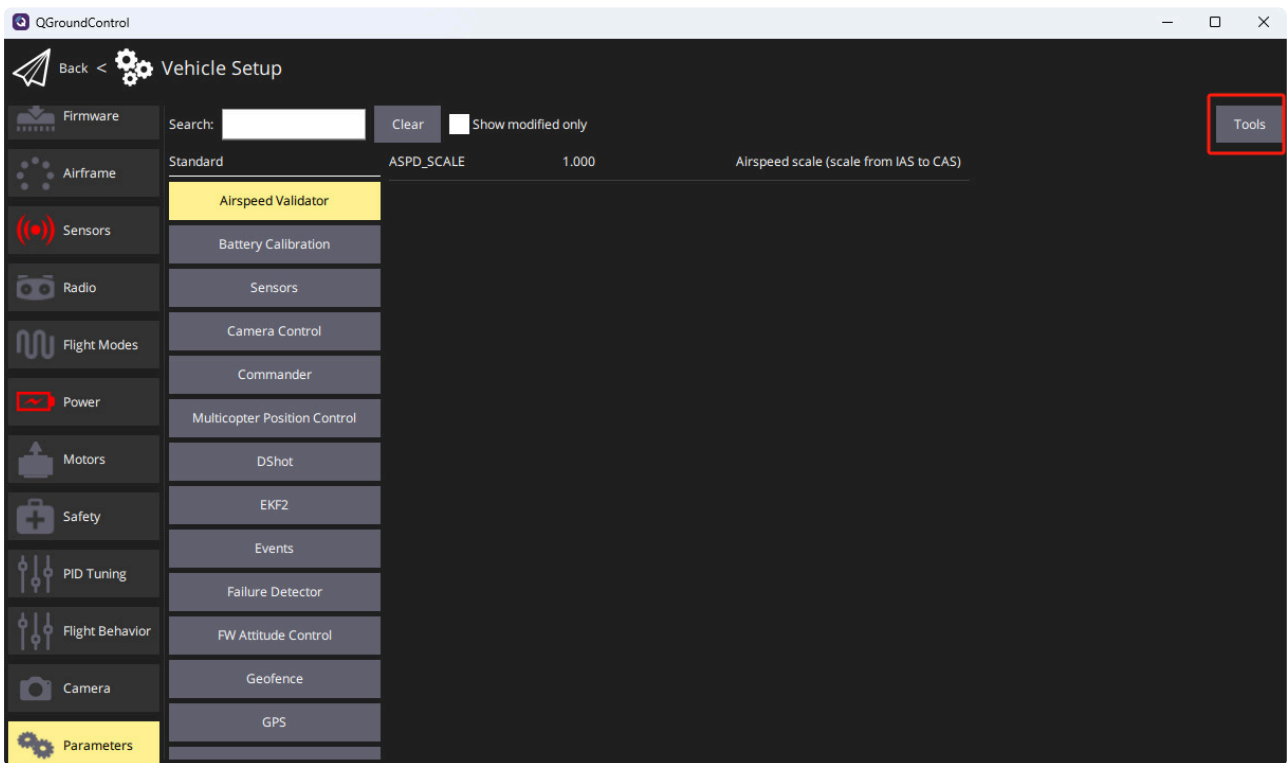 QGroundControl
Back < Vehicle Setup
Firmware
Airframe
Sensors
Radio
Flight Modes
Power
Motors
Safety
PID Tuning
Flight Behavior
Camera
Parameters
Search: Clear Show modified only Tools
Standard
Airspeed Validator
Battery Calibration
Sensors
Camera Control
Commander
Multicopter Position Control
DShot
EKF2
Events
Failure Detector
FW Attitude Control
Geofence
GPS
ASPD_SCALE 1.000 Airspeed scale (scale from IAS to CAS)